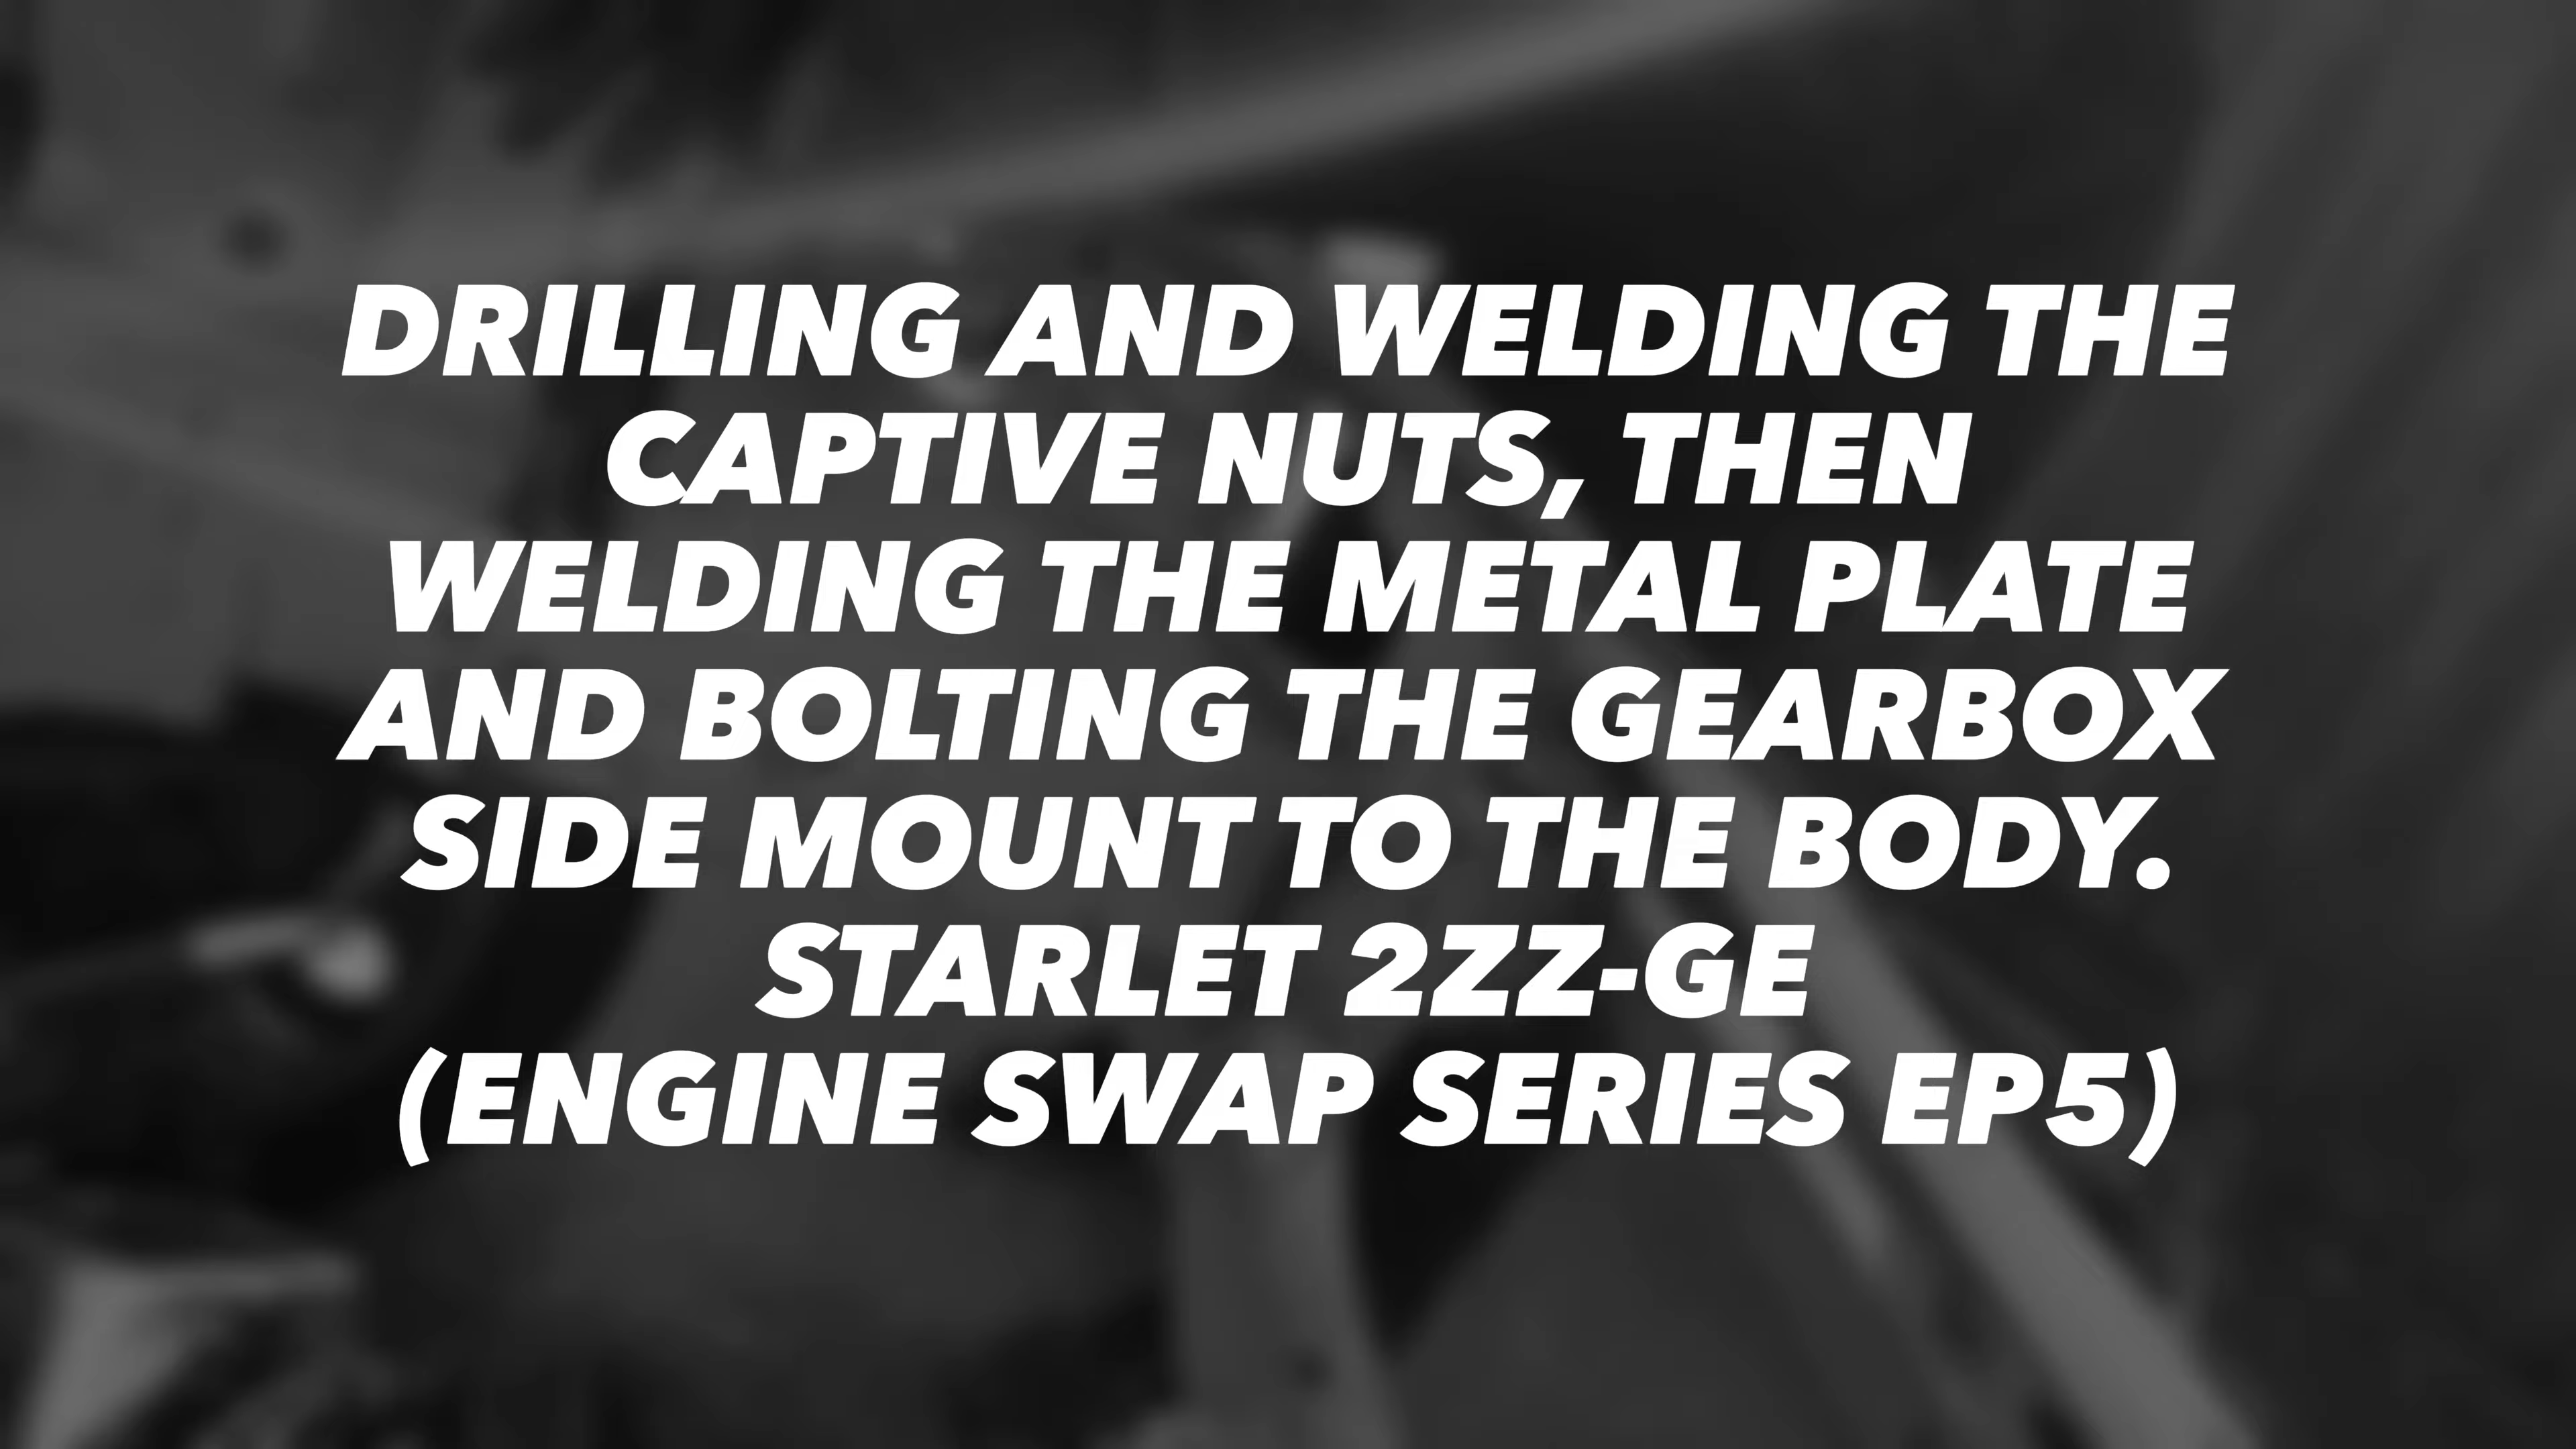 DRILLING AND WELDING THE
CAPTIVE NUTS, THEN
WELDING THE METAL PLATE
AND BOLTING THE GEARBOX
SIDE MOUNT TO THE BODY.
STARLET 2ZZ-GE
(ENGINE SWAP SERIES EP5)